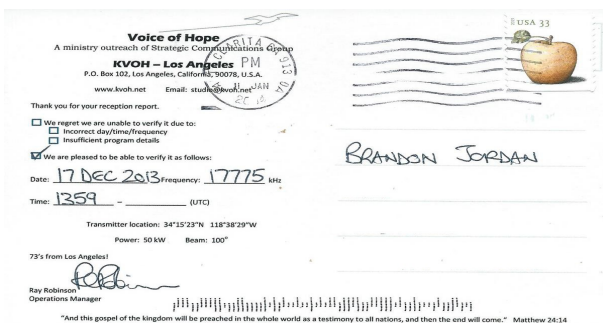 Voice of Hope
A ministry outreach of Strategic Communications Group
KVOH – Los Angeles
P.O. Box 102, Los Angeles, California, 90078, U.S.A.
www.kvoh.net Email: studio@kvoh.net
Thank you for your reception report.
We regret we are unable to verify it due to:
Incorrect day/time/frequency
Insufficient program details
We are pleased to be able to verify it as follows:
Date: 17 DEC 2013 Frequency: 17775 kHz
Time: 1359 – (UTC)
Transmitter location: 34°15'23"N 118°38'29"W
Power: 50 kW Beam: 100°
73's from Los Angeles!
Ray Robinson
Operations Manager
"And this gospel of the kingdom will be preached in the whole world as a testimony to all nations, and then the end will come." Matthew 24:14
CLARITA
CA 913
PM
JAN
USA 33
BRANDON JORDAN